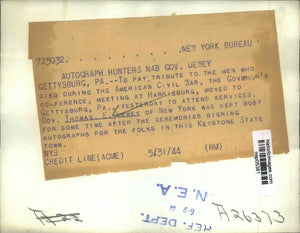 NEW YORK BUREAU
725032
AUTOGRAPH HUNTERS NAB GOV. DEWEY
GETTYSBURG, PA.--TO PAY TRIBUTE TO THE MEN WHO
DIED DURING THE AMERICAN CIVIL WAR, THE GOVERNOR'S
CONFERENCE, MEETING AT HARRISBURG, MOVED TO
GETTYSBURG, PA., YESTERDAY TO ATTEND SERVICES.
GOV. THOMAS E. DEWEY OF NEW YORK WAS KEPT BUSY
FOR SOME TIME AFTER THE CEREMONIES SIGNING
AUTOGRAPHS FOR THE FOLKS IN THIS KEYSTONE STATE
TOWN.
NYS
CREDIT LINE (ACME) 5/31/44 (RM)
N.E.A.
REF. DEPT.
A26373